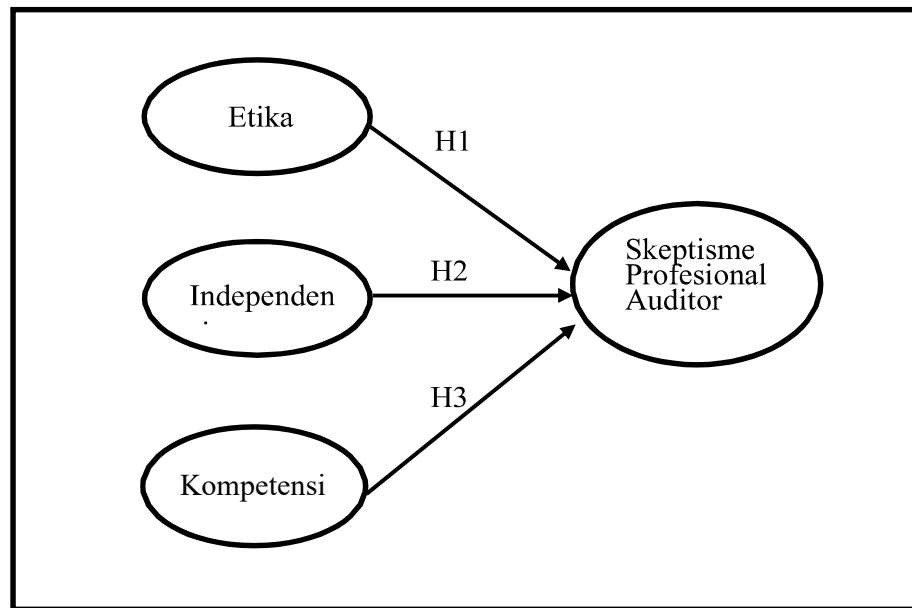 Etika
H1
Skeptisme
Profesional
Auditor
H2
Independen
.
H3
Kompetensi